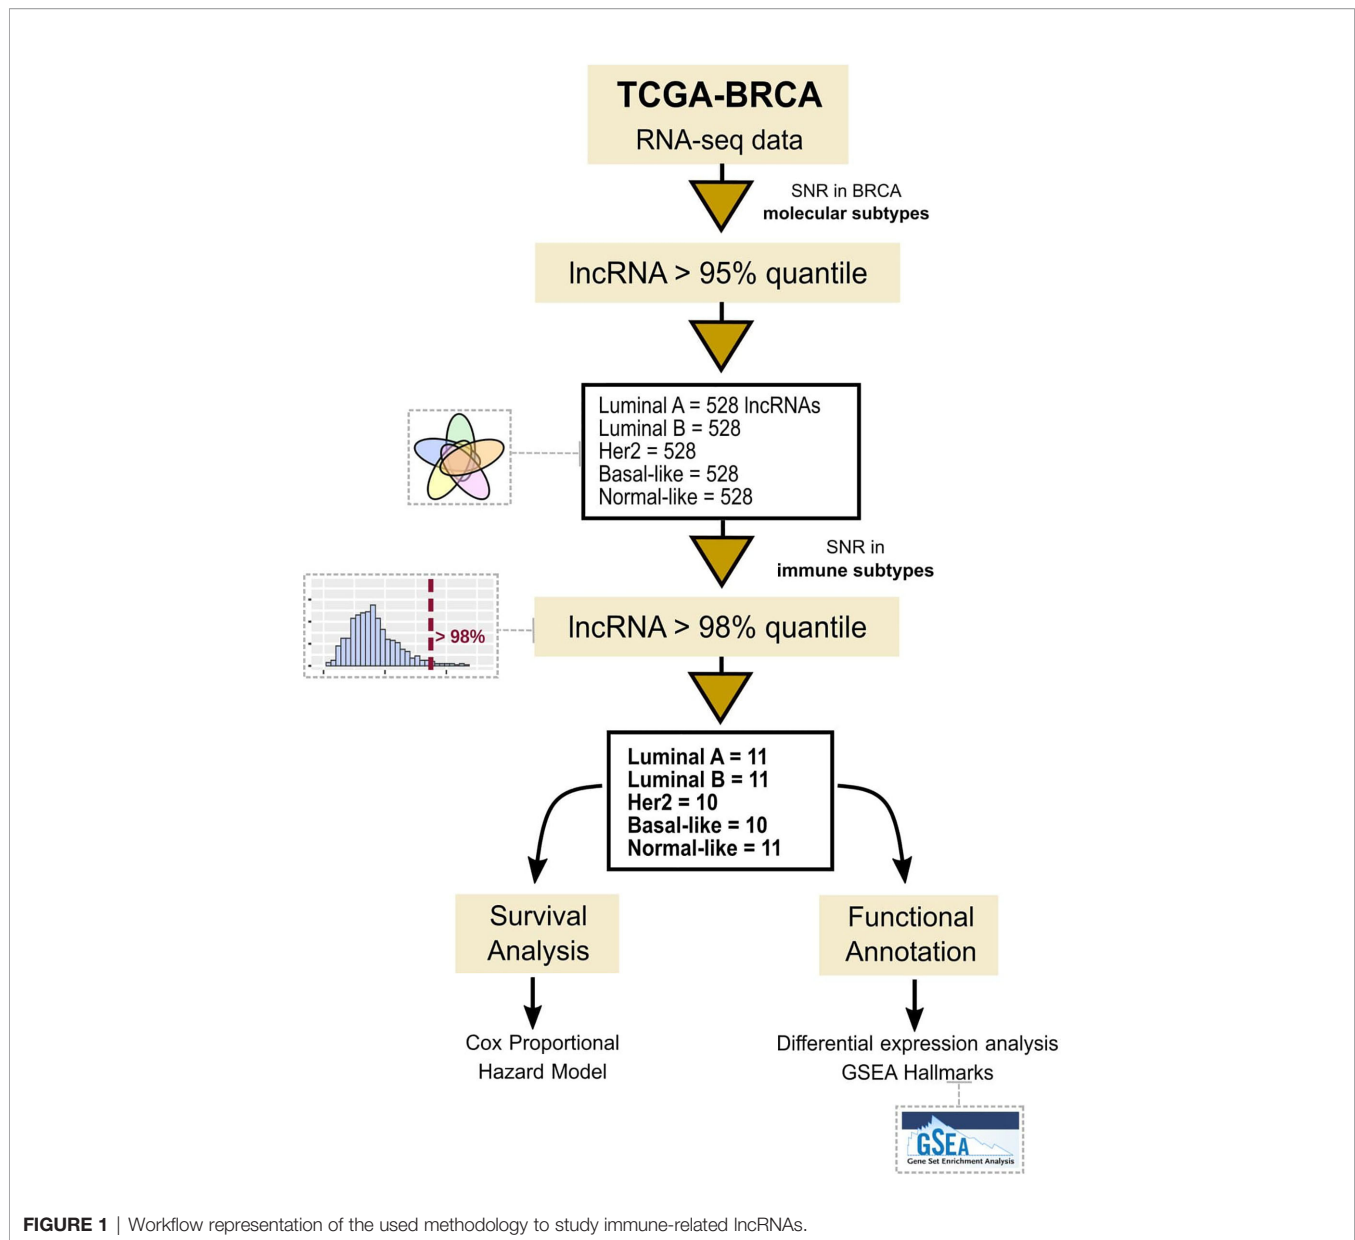 TCGA-BRCA
RNA-seq data
SNR in BRCA
molecular subtypes
lncRNA > 95% quantile
Luminal A = 528 lncRNAs
Luminal B = 528
Her2 = 528
Basal-like = 528
Normal-like = 528
SNR in
immune subtypes
> 98%
lncRNA > 98% quantile
Luminal A = 11
Luminal B = 11
Her2 = 10
Basal-like = 10
Normal-like = 11
Survival
Analysis
Functional
Annotation
Cox Proportional
Hazard Model
Differential expression analysis
GSEA Hallmarks
GSEA
Gene Set Enrichment Analysis
FIGURE 1 | Workflow representation of the used methodology to study immune-related lncRNAs.